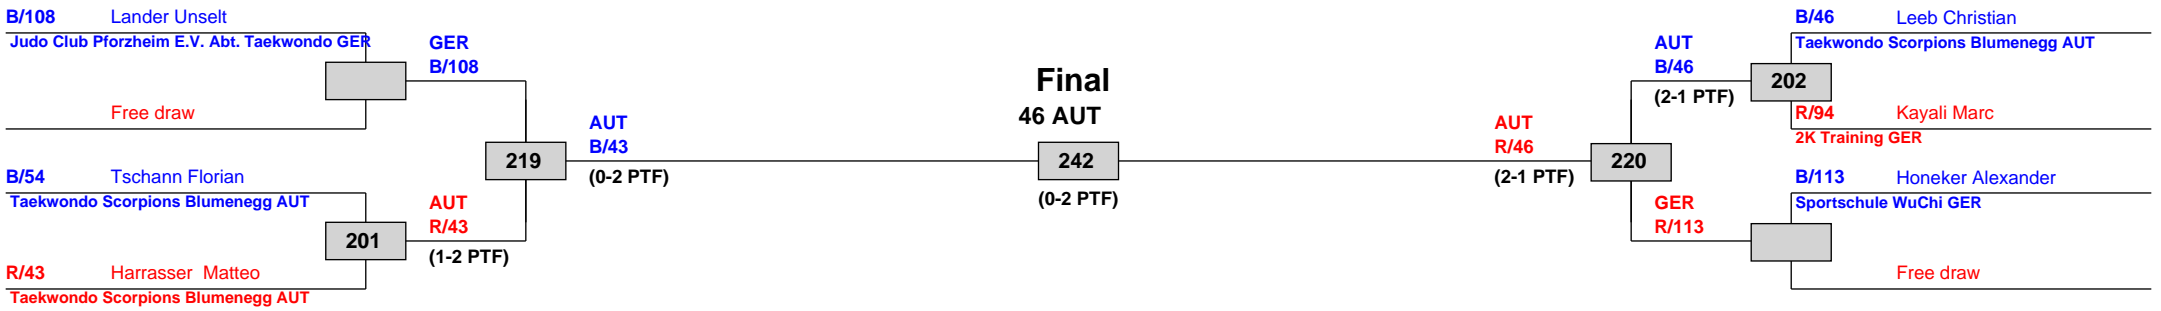 B/108 Lander Unselt
Judo Club Pforzheim E.V. Abt. Taekwondo GER
Free draw
B/54 Tschann Florian
Taekwondo Scorpions Blumenegg AUT
201
R/43 Harrasser  Matteo
Taekwondo Scorpions Blumenegg AUT
GER
B/108
AUT
R/43
(1-2 PTF)
219
AUT
B/43
(0-2 PTF)
Final
46 AUT
242
(0-2 PTF)
AUT
R/46
(2-1 PTF)
220
AUT
B/46
(2-1 PTF)
GER
R/113
B/46 Leeb Christian
Taekwondo Scorpions Blumenegg AUT
202
R/94 Kayali Marc
2K Training GER
B/113 Honeker Alexander
Sportschule WuChi GER
Free draw